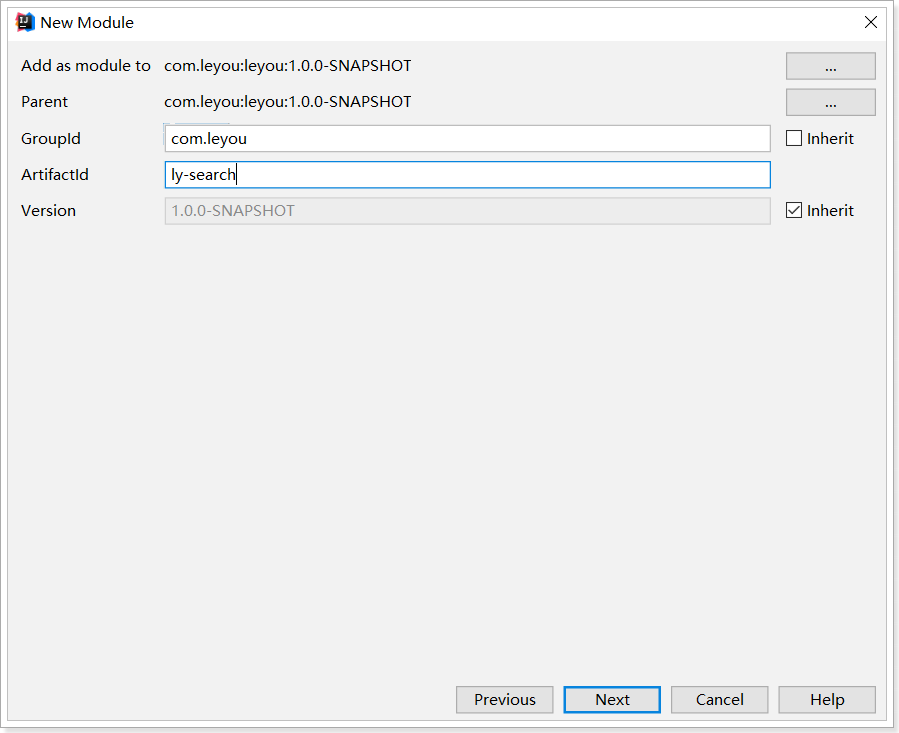 New Module
Add as module to com.leyou:leyou:1.0.0-SNAPSHOT ...
Parent com.leyou:leyou:1.0.0-SNAPSHOT ...
GroupId com.leyou Inherit
ArtifactId ly-search
Version 1.0.0-SNAPSHOT Inherit
Previous Next Cancel Help